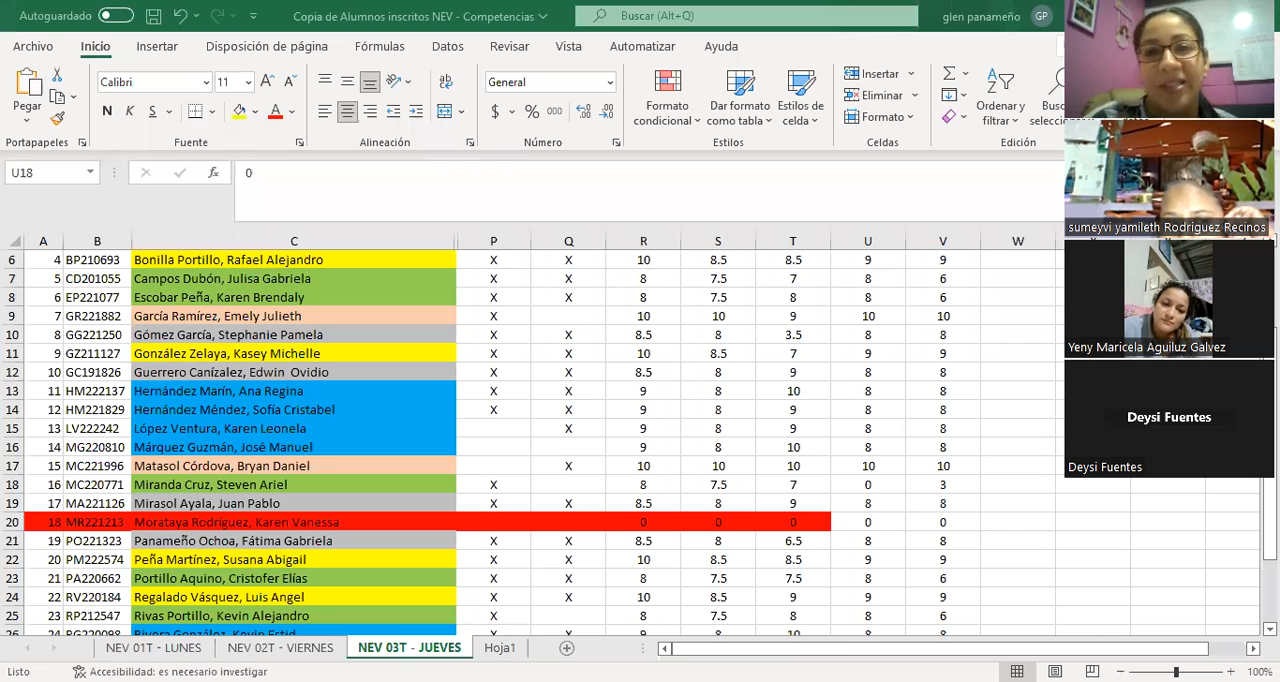 Autoguardado Copia de Alumnos inscritos NEV - Competencias Buscar (Alt+Q) glen panameño GP
Archivo Inicio Insertar Disposición de página Fórmulas Datos Revisar Vista Automatizar Ayuda
Pegar Calibri 11 N K S General $ % 000 Formato condicional Dar formato como tabla Estilos de celda Insertar Eliminar Formato Ordenar y filtrar
Portapapeles Fuente Alineación Número Estilos Celdas Edición
U18 fx 0
A B C P Q R S T U V W
6 4 BP210693 Bonilla Portillo, Rafael Alejandro X X 10 8.5 8.5 9 9
7 5 CD201055 Campos Dubón, Julisa Gabriela X X 8 7.5 7 8 6
8 6 EP221077 Escobar Peña, Karen Brendaly X X 8 7.5 8 8 6
9 7 GR221882 García Ramírez, Emely Julieth X 10 10 9 10 10
10 8 GG221250 Gómez García, Stephanie Pamela X 8.5 8 3.5 8 8
11 9 GZ211127 González Zelaya, Kasey Michelle X X 10 8.5 7 9 9
12 10 GC191826 Guerrero Canízalez, Edwin Ovidio X X 8.5 8 9 8 8
13 11 HM222137 Hernández Marín, Ana Regina X X 9 8 10 8 8
14 12 HM221829 Hernández Méndez, Sofía Cristabel X X 9 8 9 8 8
15 13 LV222242 López Ventura, Karen Leonela X 9 8 9 8 8
16 14 MG220810 Márquez Guzmán, José Manuel 9 8 10 8 8
17 15 MC221996 Matasol Córdova, Bryan Daniel X 10 10 10 10 10
18 16 MC220771 Miranda Cruz, Steven Ariel X 8 7.5 7 0 3
19 17 MA221126 Mirasol Ayala, Juan Pablo X X 8.5 8 9 8 8
20 18 MR221213 Morataya Rodríguez, Karen Vanessa 0 0 0 0 0
21 19 PO221323 Panameño Ochoa, Fátima Gabriela X X 8.5 8 6.5 8 8
22 20 PM222574 Peña Martínez, Susana Abigail X X 10 8.5 8.5 9 9
23 21 PA220662 Portillo Aquino, Cristofer Elías X X 8 7.5 7.5 8 6
24 22 RV220184 Regalado Vásquez, Luis Angel X X 10 8.5 9 9 9
25 23 RP212547 Rivas Portillo, Kevin Alejandro X 8 7.5 8 8 6
NEV 01T - LUNES NEV 02T - VIERNES NEV 03T - JUEVES Hoja1
Listo Accesibilidad: es necesario investigar 100%
sumeyvi yamileth Rodriguez Recinos
Yeny Maricela Aguiluz Galvez
Deysi Fuentes
Deysi Fuentes